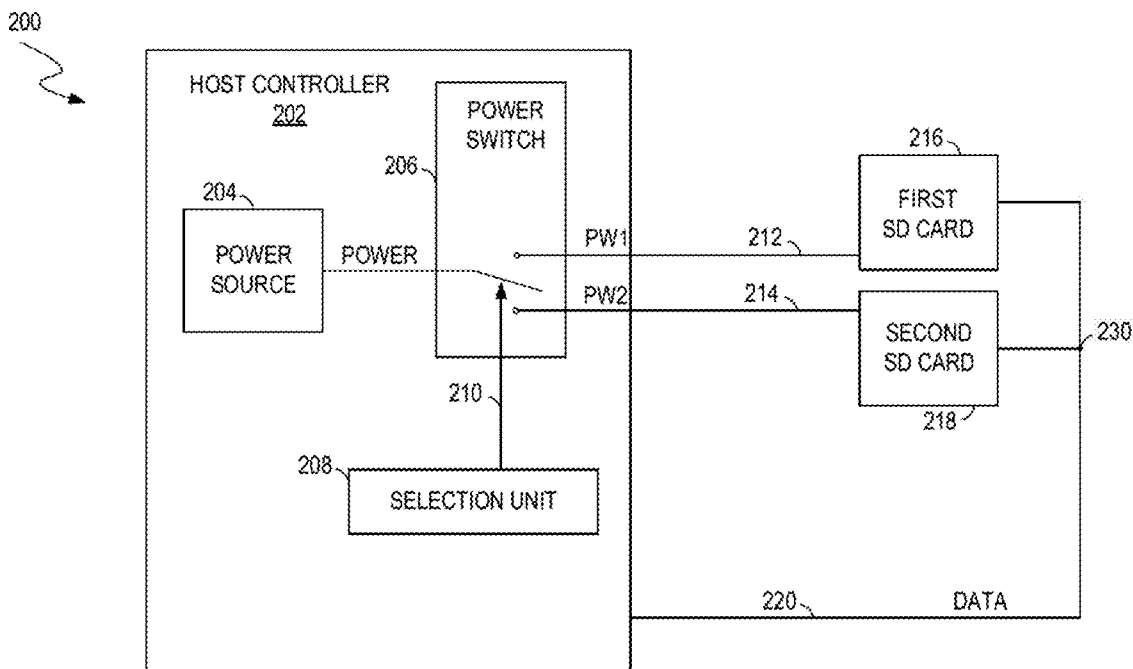 200
HOST CONTROLLER
202
POWER
SWITCH
206
204
POWER
SOURCE
POWER
PW1
212
PW2
214
216
FIRST
SD CARD
SECOND
SD CARD
218
230
210
208
SELECTION UNIT
220
DATA